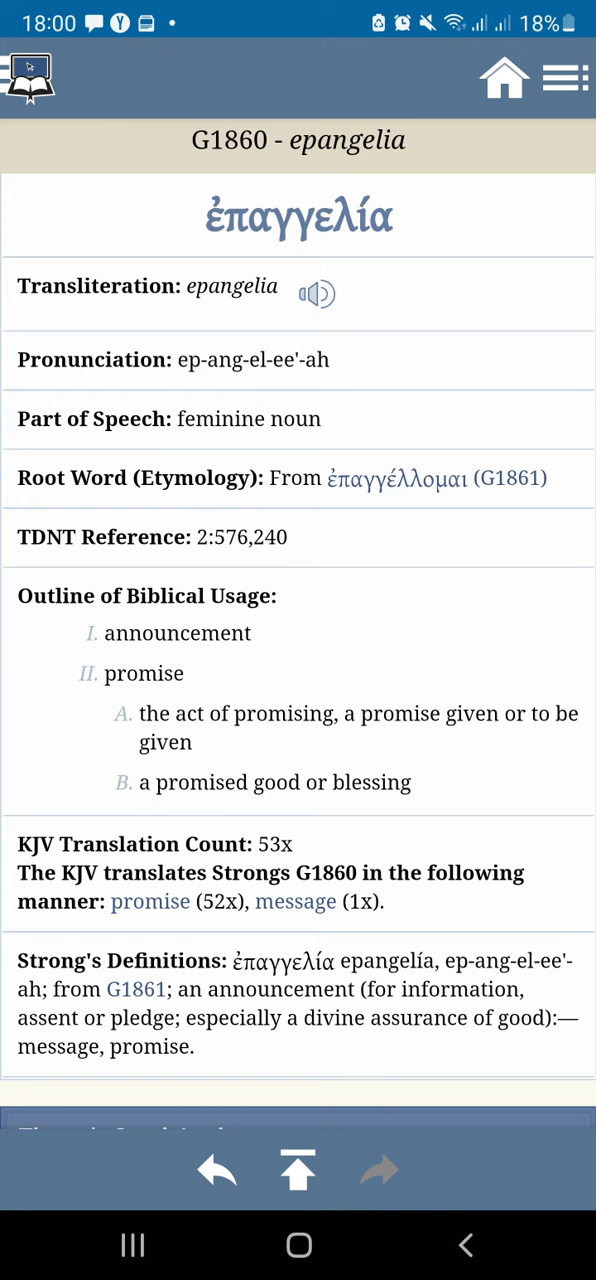 18:00
18%
G1860 - epangelia
ἐπαγγελία
Transliteration: epangelia
Pronunciation: ep-ang-el-ee'-ah
Part of Speech: feminine noun
Root Word (Etymology): From ἐπαγγέλλομαι (G1861)
TDNT Reference: 2:576,240
Outline of Biblical Usage:
I. announcement
II. promise
A. the act of promising, a promise given or to be
given
B. a promised good or blessing
KJV Translation Count: 53x
The KJV translates Strongs G1860 in the following
manner: promise (52x), message (1x).
Strong's Definitions: ἐπαγγελία epangelía, ep-ang-el-ee'-
ah; from G1861; an announcement (for information,
assent or pledge; especially a divine assurance of good):—
message, promise.